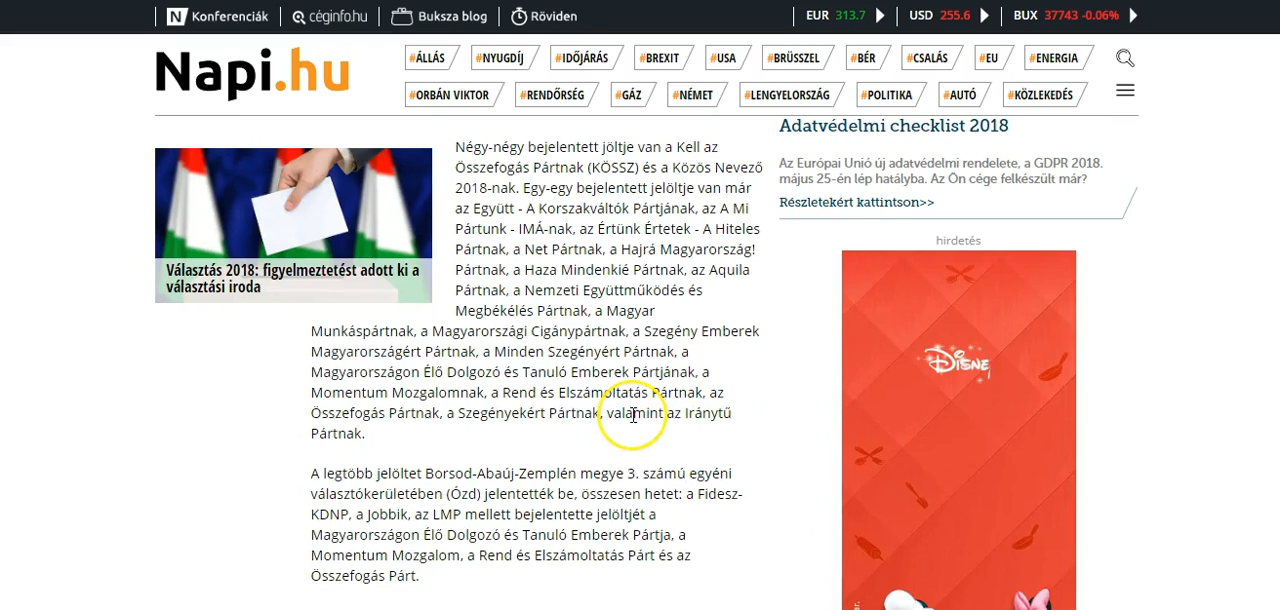 Konferenciák
céginfo.hu
Buksza blog
Röviden
EUR 313.7
USD 255.6
BUX 37743 -0.06%
Napi.hu
#ÁLLÁS
#NYUGDÍJ
#IDŐJÁRÁS
#BREXIT
#USA
#BRÜSSZEL
#BÉR
#CSALÁS
#EU
#ENERGIA
#ORBÁN VIKTOR
#RENDŐRSÉG
#GÁZ
#NÉMET
#LENGYELORSZÁG
#POLITIKA
#AUTÓ
#KÖZLEKEDÉS
Választás 2018: figyelmeztetést adott ki a
választási iroda
Négy-négy bejelentett jöltje van a Kell az
Összefogás Pártnak (KÖSSZ) és a Közös Nevező
2018-nak. Egy-egy bejelentett jelöltje van már
az Együtt - A Korszakváltók Pártjának, az A Mi
Pártunk - IMÁ-nak, az Értünk Értetek - A Hiteles
Pártnak, a Net Pártnak, a Hajrá Magyarország!
Pártnak, a Haza Mindenkié Pártnak, az Aquila
Pártnak, a Nemzeti Együttműködés és
Megbékélés Pártnak, a Magyar
Munkáspártnak, a Magyarországi Cigánypártnak, a Szegény Emberek
Magyarországért Pártnak, a Minden Szegényért Pártnak, a
Magyarországon Élő Dolgozó és Tanuló Emberek Pártjának, a
Momentum Mozgalomnak, a Rend és Elszámoltatás Pártnak, az
Összefogás Pártnak, a Szegényekért Pártnak, valamint az Iránytű
Pártnak.
A legtöbb jelöltet Borsod-Abaúj-Zemplén megye 3. számú egyéni
választókerületében (Ózd) jelentették be, összesen hetet: a Fidesz-
KDNP, a Jobbik, az LMP mellett bejelentette jelöltjét a
Magyarországon Élő Dolgozó és Tanuló Emberek Pártja, a
Momentum Mozgalom, a Rend és Elszámoltatás Párt és az
Összefogás Párt.
Adatvédelmi checklist 2018
Az Európai Unió új adatvédelmi rendelete, a GDPR 2018.
május 25-én lép hatályba. Az Ön cége felkészült már?
Részletekért kattintson>>
hirdetés
Disney